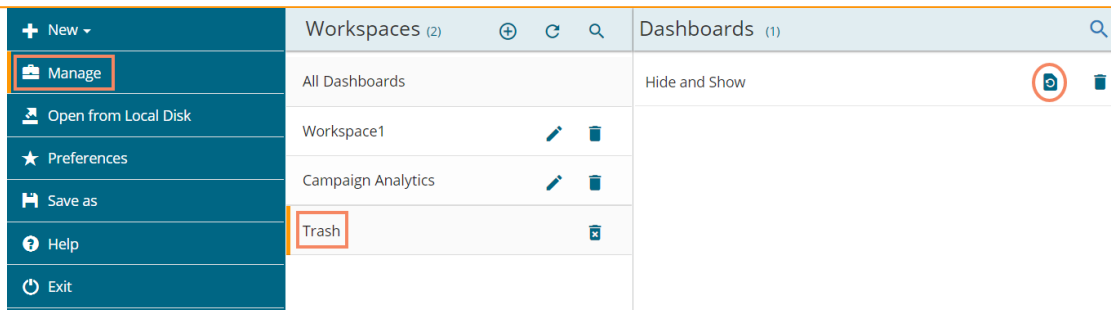 New
Manage
Open from Local Disk
Preferences
Save as
Help
Exit
Workspaces (2)
All Dashboards
Workspace1
Campaign Analytics
Trash
Dashboards (1)
Hide and Show